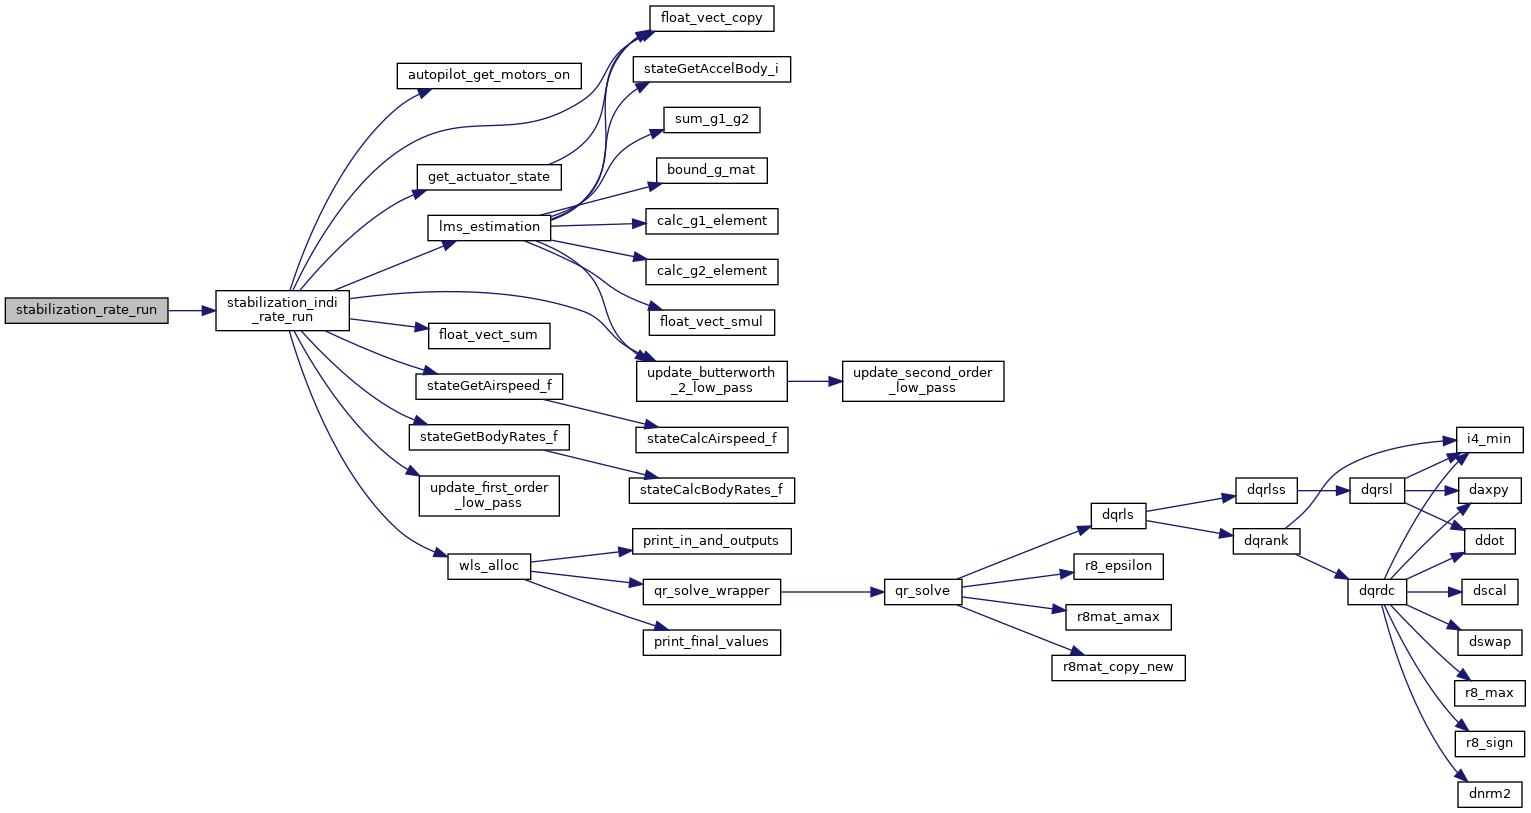 stabilization_rate_run
stabilization_indi
_rate_run
autopilot_get_motors_on
get_actuator_state
lms_estimation
float_vect_sum
stateGetAirspeed_f
stateGetBodyRates_f
update_first_order
_low_pass
wls_alloc
float_vect_copy
stateGetAccelBody_i
sum_g1_g2
bound_g_mat
calc_g1_element
calc_g2_element
float_vect_smul
update_butterworth
_2_low_pass
stateCalcAirspeed_f
stateCalcBodyRates_f
print_in_and_outputs
qr_solve_wrapper
print_final_values
update_second_order
_low_pass
qr_solve
dqrls
r8_epsilon
r8mat_amax
r8mat_copy_new
dqrlss
dqrank
dqrsl
dqrdc
i4_min
daxpy
ddot
dscal
dswap
r8_max
r8_sign
dnrm2